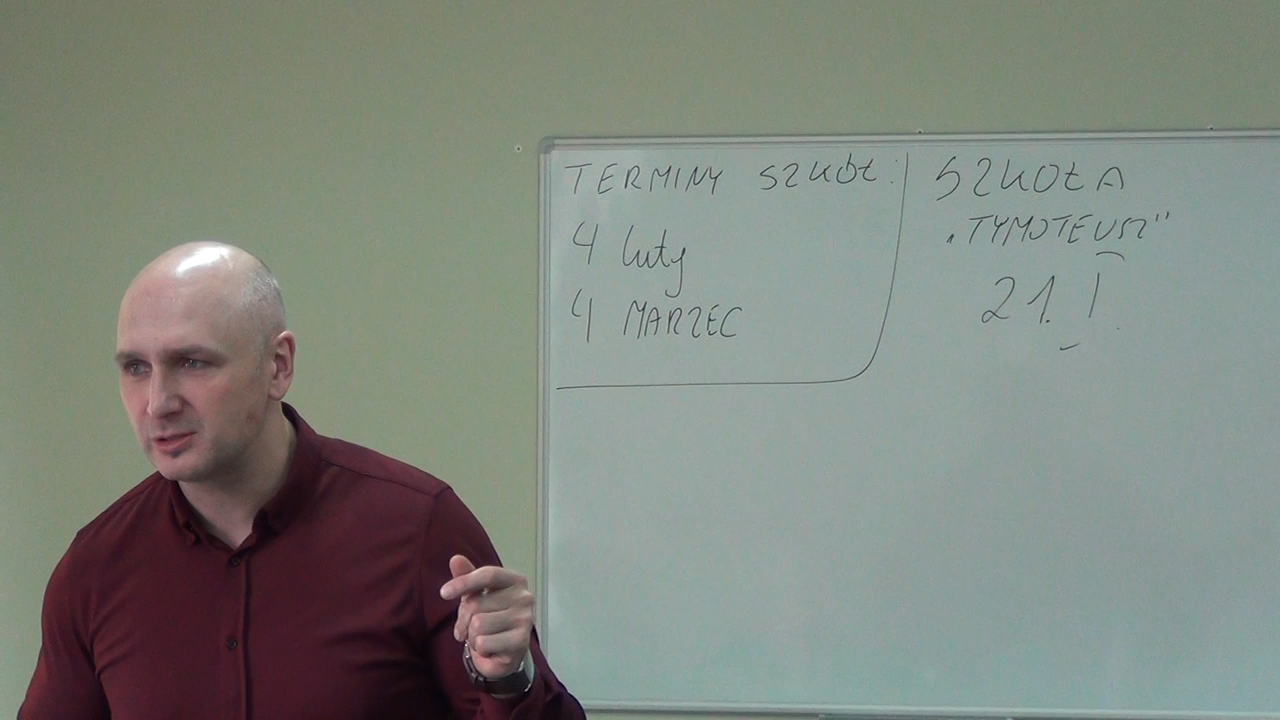 TERMINY SZKÓŁ:
4 luty
4 MARZEC
SZKOŁA
„TYMOTEUSZ”
21. I